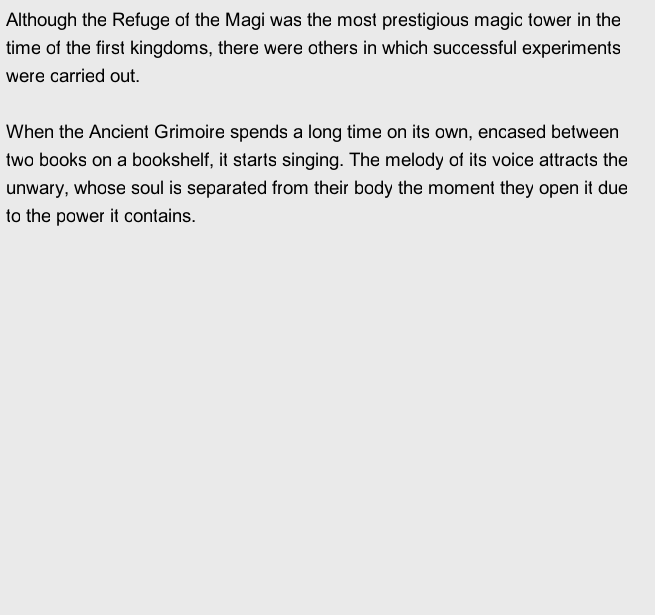 Although the Refuge of the Magi was the most prestigious magic tower in the
time of the first kingdoms, there were others in which successful experiments
were carried out.

When the Ancient Grimoire spends a long time on its own, encased between
two books on a bookshelf, it starts singing. The melody of its voice attracts the
unwary, whose soul is separated from their body the moment they open it due
to the power it contains.